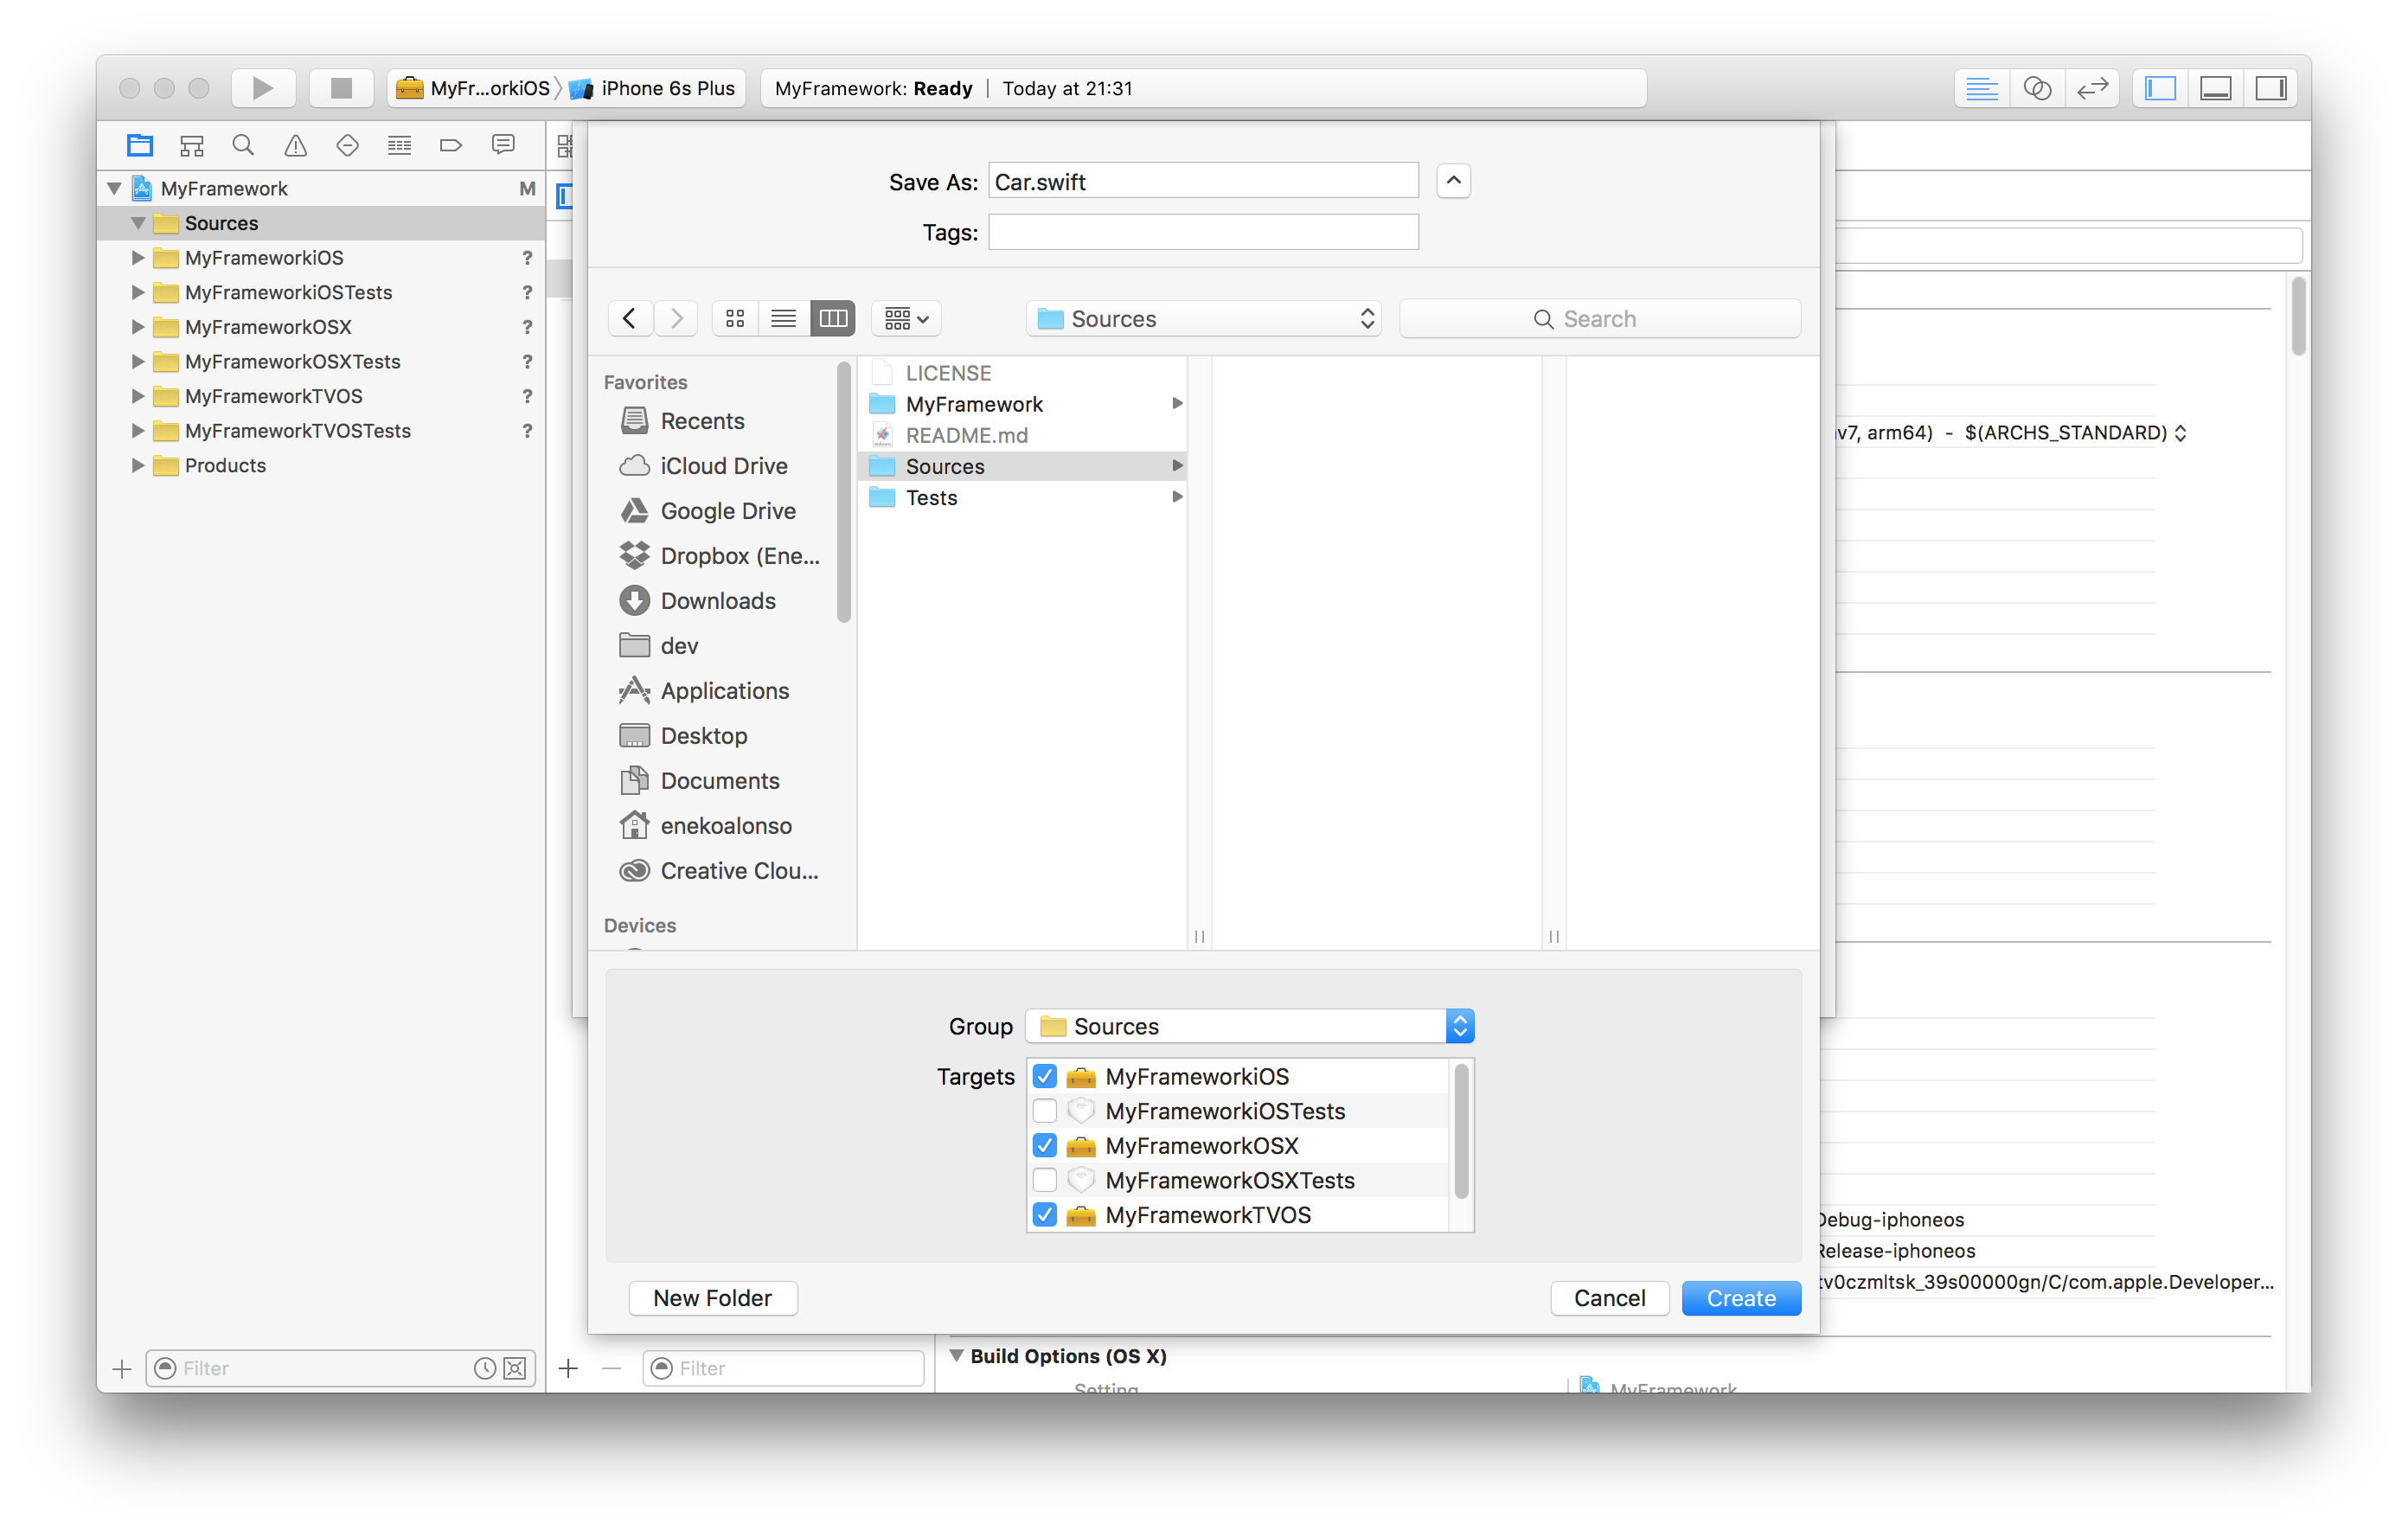 MyFr...orkiOS
iPhone 6s Plus
MyFramework: Ready | Today at 21:31
MyFramework M
Sources
MyFrameworkiOS ?
MyFrameworkiOSTests ?
MyFrameworkOSX ?
MyFrameworkOSXTests ?
MyFrameworkTVOS ?
MyFrameworkTVOSTests ?
Products
Filter
Save As: Car.swift
Tags:
Sources
Search
Favorites
Recents
iCloud Drive
Google Drive
Dropbox (Ene...
Downloads
dev
Applications
Desktop
Documents
enekoalonso
Creative Clou...
Devices
LICENSE
MyFramework
README.md
Sources
Tests
Group Sources
Targets
MyFrameworkiOS
MyFrameworkiOSTests
MyFrameworkOSX
MyFrameworkOSXTests
MyFrameworkTVOS
New Folder
Cancel
Create
v7, arm64) - $(ARCHS_STANDARD)
Debug-iphoneos
Release-iphoneos
tv0czmltsk_39s00000gn/C/com.apple.Developer...
Filter
Build Options (OS X)
Setting
MyFramework